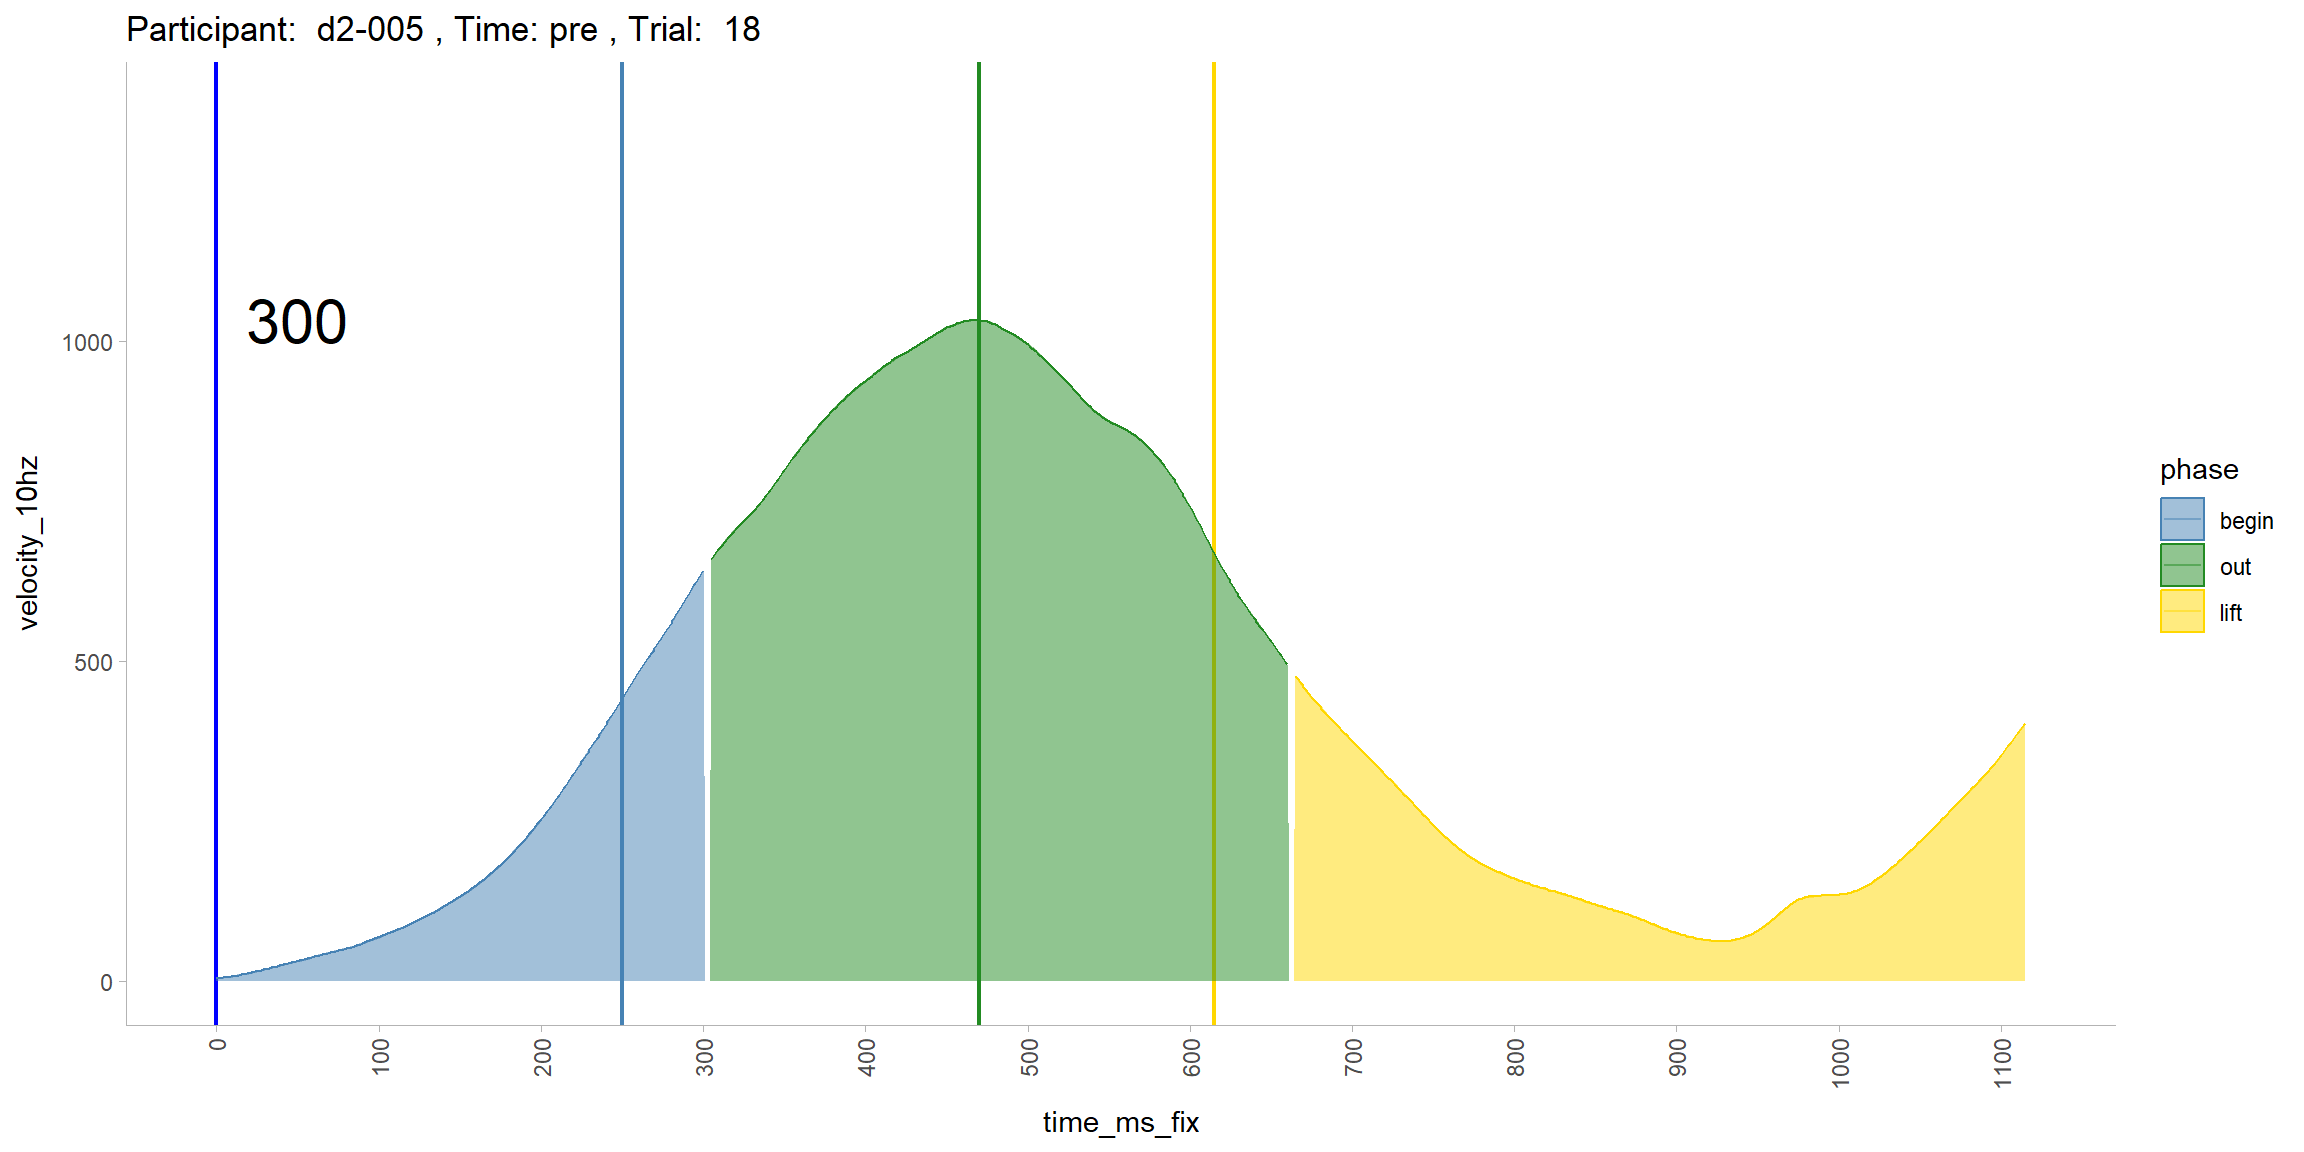 Participant:  d2-005 , Time: pre , Trial:  18
300
1000
500
0
velocity_10hz
0
100
200
300
400
500
600
700
800
900
1000
1100
time_ms_fix
phase
begin
out
lift